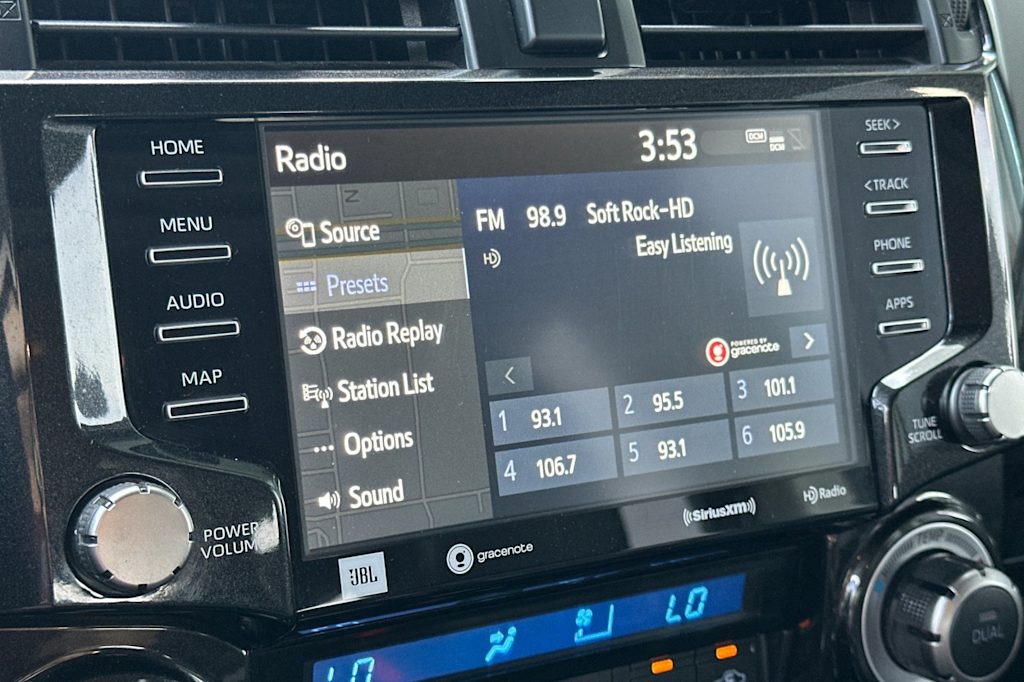 HOME
MENU
AUDIO
MAP
POWER
VOLUM
Radio
3:53
DCM
DCM
N
Source
Presets
Radio Replay
Station List
Options
Sound
FM 98.9 Soft Rock-HD
Easy Listening
HD
POWERED BY
gracenote
<
>
1 93.1
2 95.5
3 101.1
4 106.7
5 93.1
6 105.9
JBL
gracenote
((SiriusXM))
HD Radio
SEEK >
< TRACK
PHONE
APPS
TUNE
SCROLL
LO
LO
DUAL